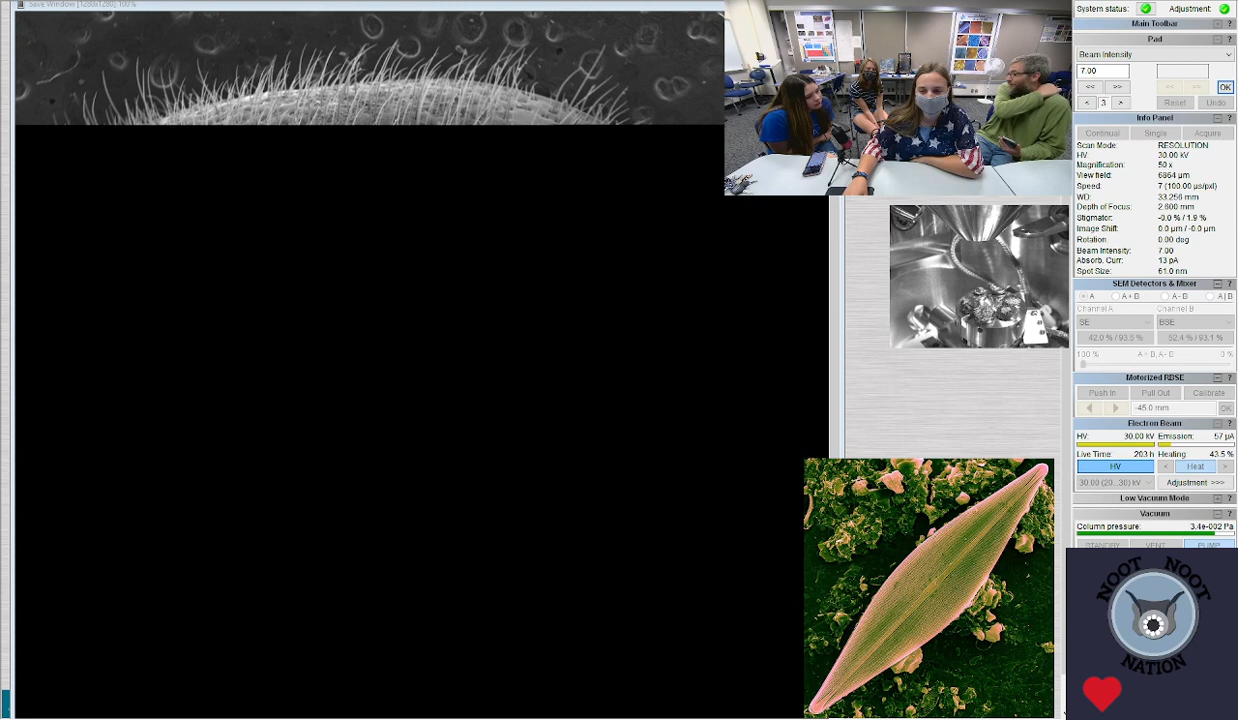 Save Window [1280x1280] 100%
System status: Adjustment:
Main Toolbar ?
Pad ?
Beam Intensity
7.00
<< >> << >> OK
< 3 > Reset Undo
Info Panel ?
Continual Single Acquire
Scan Mode: RESOLUTION
HV: 30.00 kV
Magnification: 50 x
View field: 6864 µm
Speed: 7 (100.00 µs/pxl)
WD: 33.256 mm
Depth of Focus: 2.600 mm
Stigmator: -0.0 % / 1.9 %
Image Shift: 0.0 µm / -0.0 µm
Rotation: 0.00 deg
Beam Intensity: 7.00
Absorb. Curr: 13 pA
Spot Size: 61.0 nm
SEM Detectors & Mixer ?
A A+B A-B A|B
Channel A Channel B
SE BSE
42.0 % / 93.5 % 52.4 % / 93.1 %
100 % A+B, A-B 0 %
Motorized RBSE ?
Push In Pull Out Calibrate
-45.0 mm OK
Electron Beam ?
HV: 30.00 kV Emission: 57 µA
Live Time: 203 h Heating: 43.5 %
HV < Heat >
30.00 (20...30) kV Adjustment >>>
Low Vacuum Mode ?
Vacuum ?
Column pressure: 3.4e-002 Pa
STANDBY VENT PUMP
NOOT NOOT
NATION